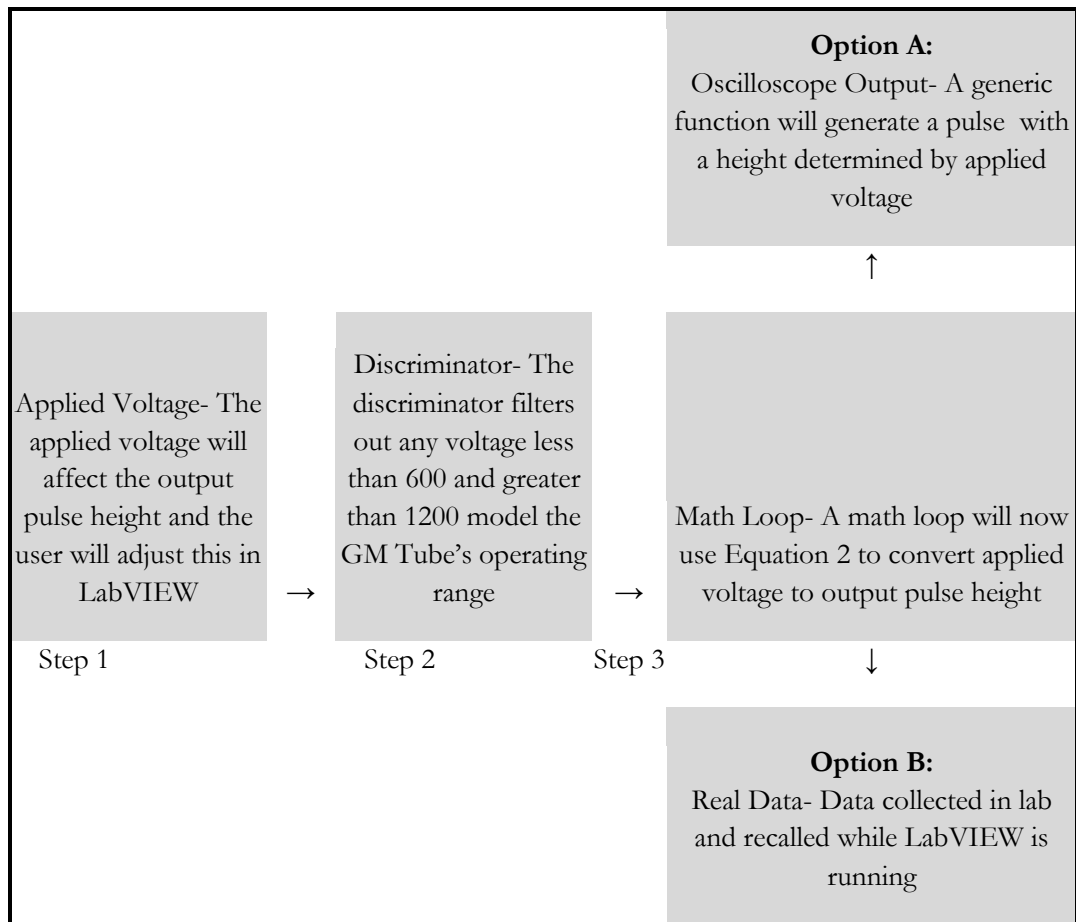 Option A:
Oscilloscope Output- A generic
function will generate a pulse with
a height determined by applied
voltage
↑
Applied Voltage- The
applied voltage will
affect the output
pulse height and the
user will adjust this in
LabVIEW
→
Discriminator- The
discriminator filters
out any voltage less
than 600 and greater
than 1200 model the
GM Tube’s operating
range
→
Math Loop- A math loop will now
use Equation 2 to convert applied
voltage to output pulse height
Step 1
Step 2
Step 3
↓
Option B:
Real Data- Data collected in lab
and recalled while LabVIEW is
running